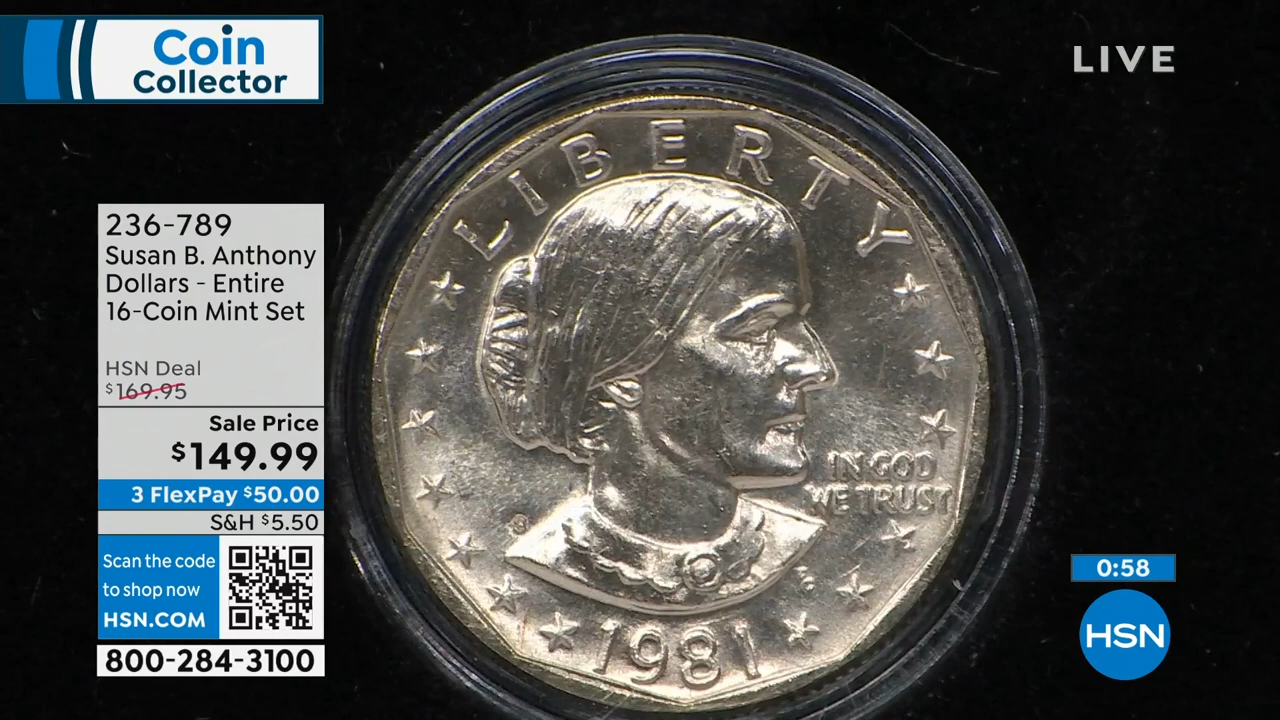 Coin
Collector
LIVE
236-789
Susan B. Anthony
Dollars - Entire
16-Coin Mint Set
HSN Deal
$169.95
Sale Price
$149.99
3 FlexPay $50.00
S&H $5.50
Scan the code
to shop now
HSN.COM
800-284-3100
LIBERTY
IN GOD
WE TRUST
S
1981
0:58
HSN